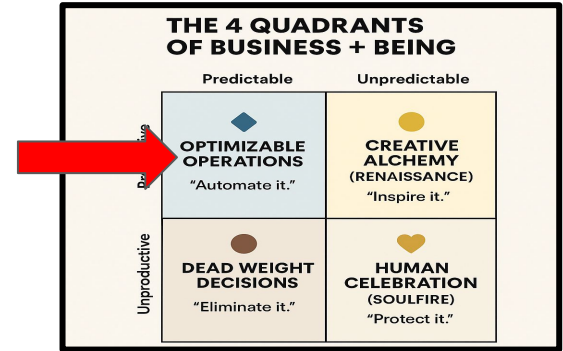 THE 4 QUADRANTS
OF BUSINESS + BEING
Predictable
Unpredictable
OPTIMIZABLE
OPERATIONS
“Automate it.”
CREATIVE
ALCHEMY
(RENAISSANCE)
“Inspire it.”
Unproductive
DEAD WEIGHT
DECISIONS
“Eliminate it.”
HUMAN
CELEBRATION
(SOULFIRE)
“Protect it.”